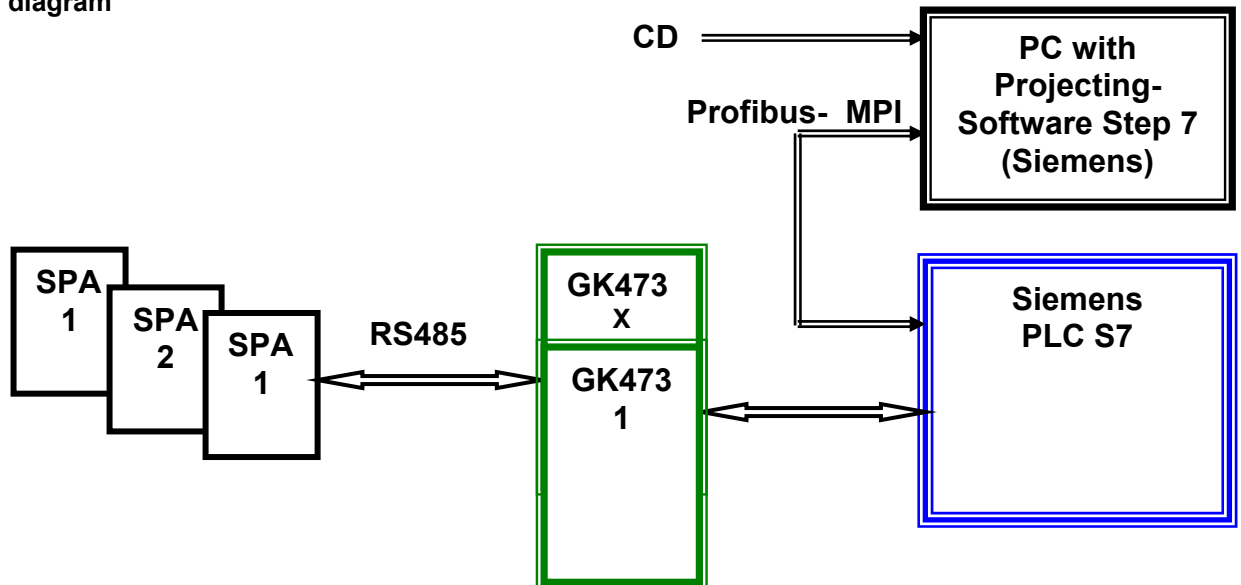 diagram
CD
PC with
Projecting-
Software Step 7
(Siemens)
Profibus- MPI
SPA
1
SPA
2
SPA
1
RS485
GK473
X
GK473
1
Siemens
PLC S7